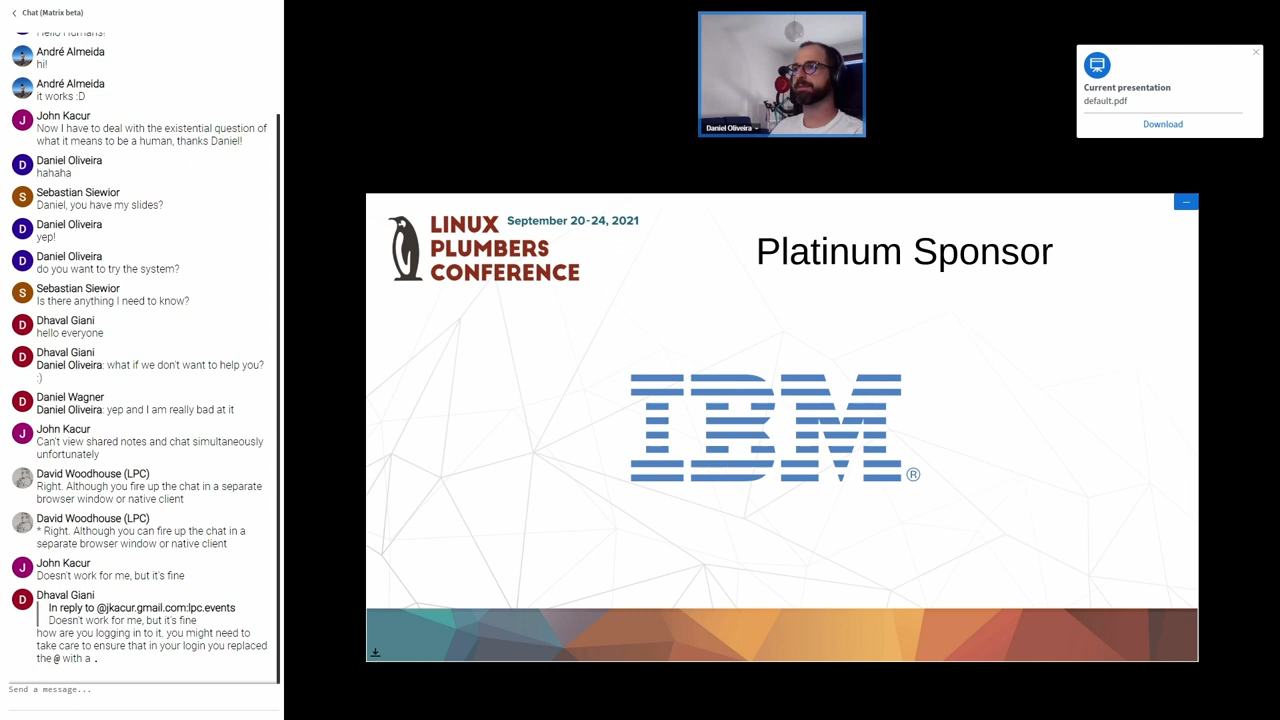 Chat (Matrix beta)
Hello Humans!
André Almeida
hi!
André Almeida
it works :D
John Kacur
Now I have to deal with the existential question of
what it means to be a human, thanks Daniel!
Daniel Oliveira
hahaha
Sebastian Siewior
Daniel, you have my slides?
Daniel Oliveira
yep!
Daniel Oliveira
do you want to try the system?
Sebastian Siewior
Is there anything I need to know?
Dhaval Giani
hello everyone
Dhaval Giani
Daniel Oliveira: what if we don't want to help you?
:)
Daniel Wagner
Daniel Oliveira: yep and I am really bad at it
John Kacur
Can't view shared notes and chat simultaneously
unfortunately
David Woodhouse (LPC)
Right. Although you fire up the chat in a separate
browser window or native client
David Woodhouse (LPC)
* Right. Although you can fire up the chat in a
separate browser window or native client
John Kacur
Doesn't work for me, but it's fine
Dhaval Giani
In reply to @jkacur.gmail.com:lpc.events
Doesn't work for me, but it's fine
how are you logging in to it. you might need to
take care to ensure that in your login you replaced
the @ with a .
Send a message...
J
D
S
D
D
S
D
D
D
J
J
D
Daniel Oliveira
Current presentation
default.pdf
Download
LINUX
PLUMBERS
CONFERENCE
September 20-24, 2021
Platinum Sponsor
IBM®